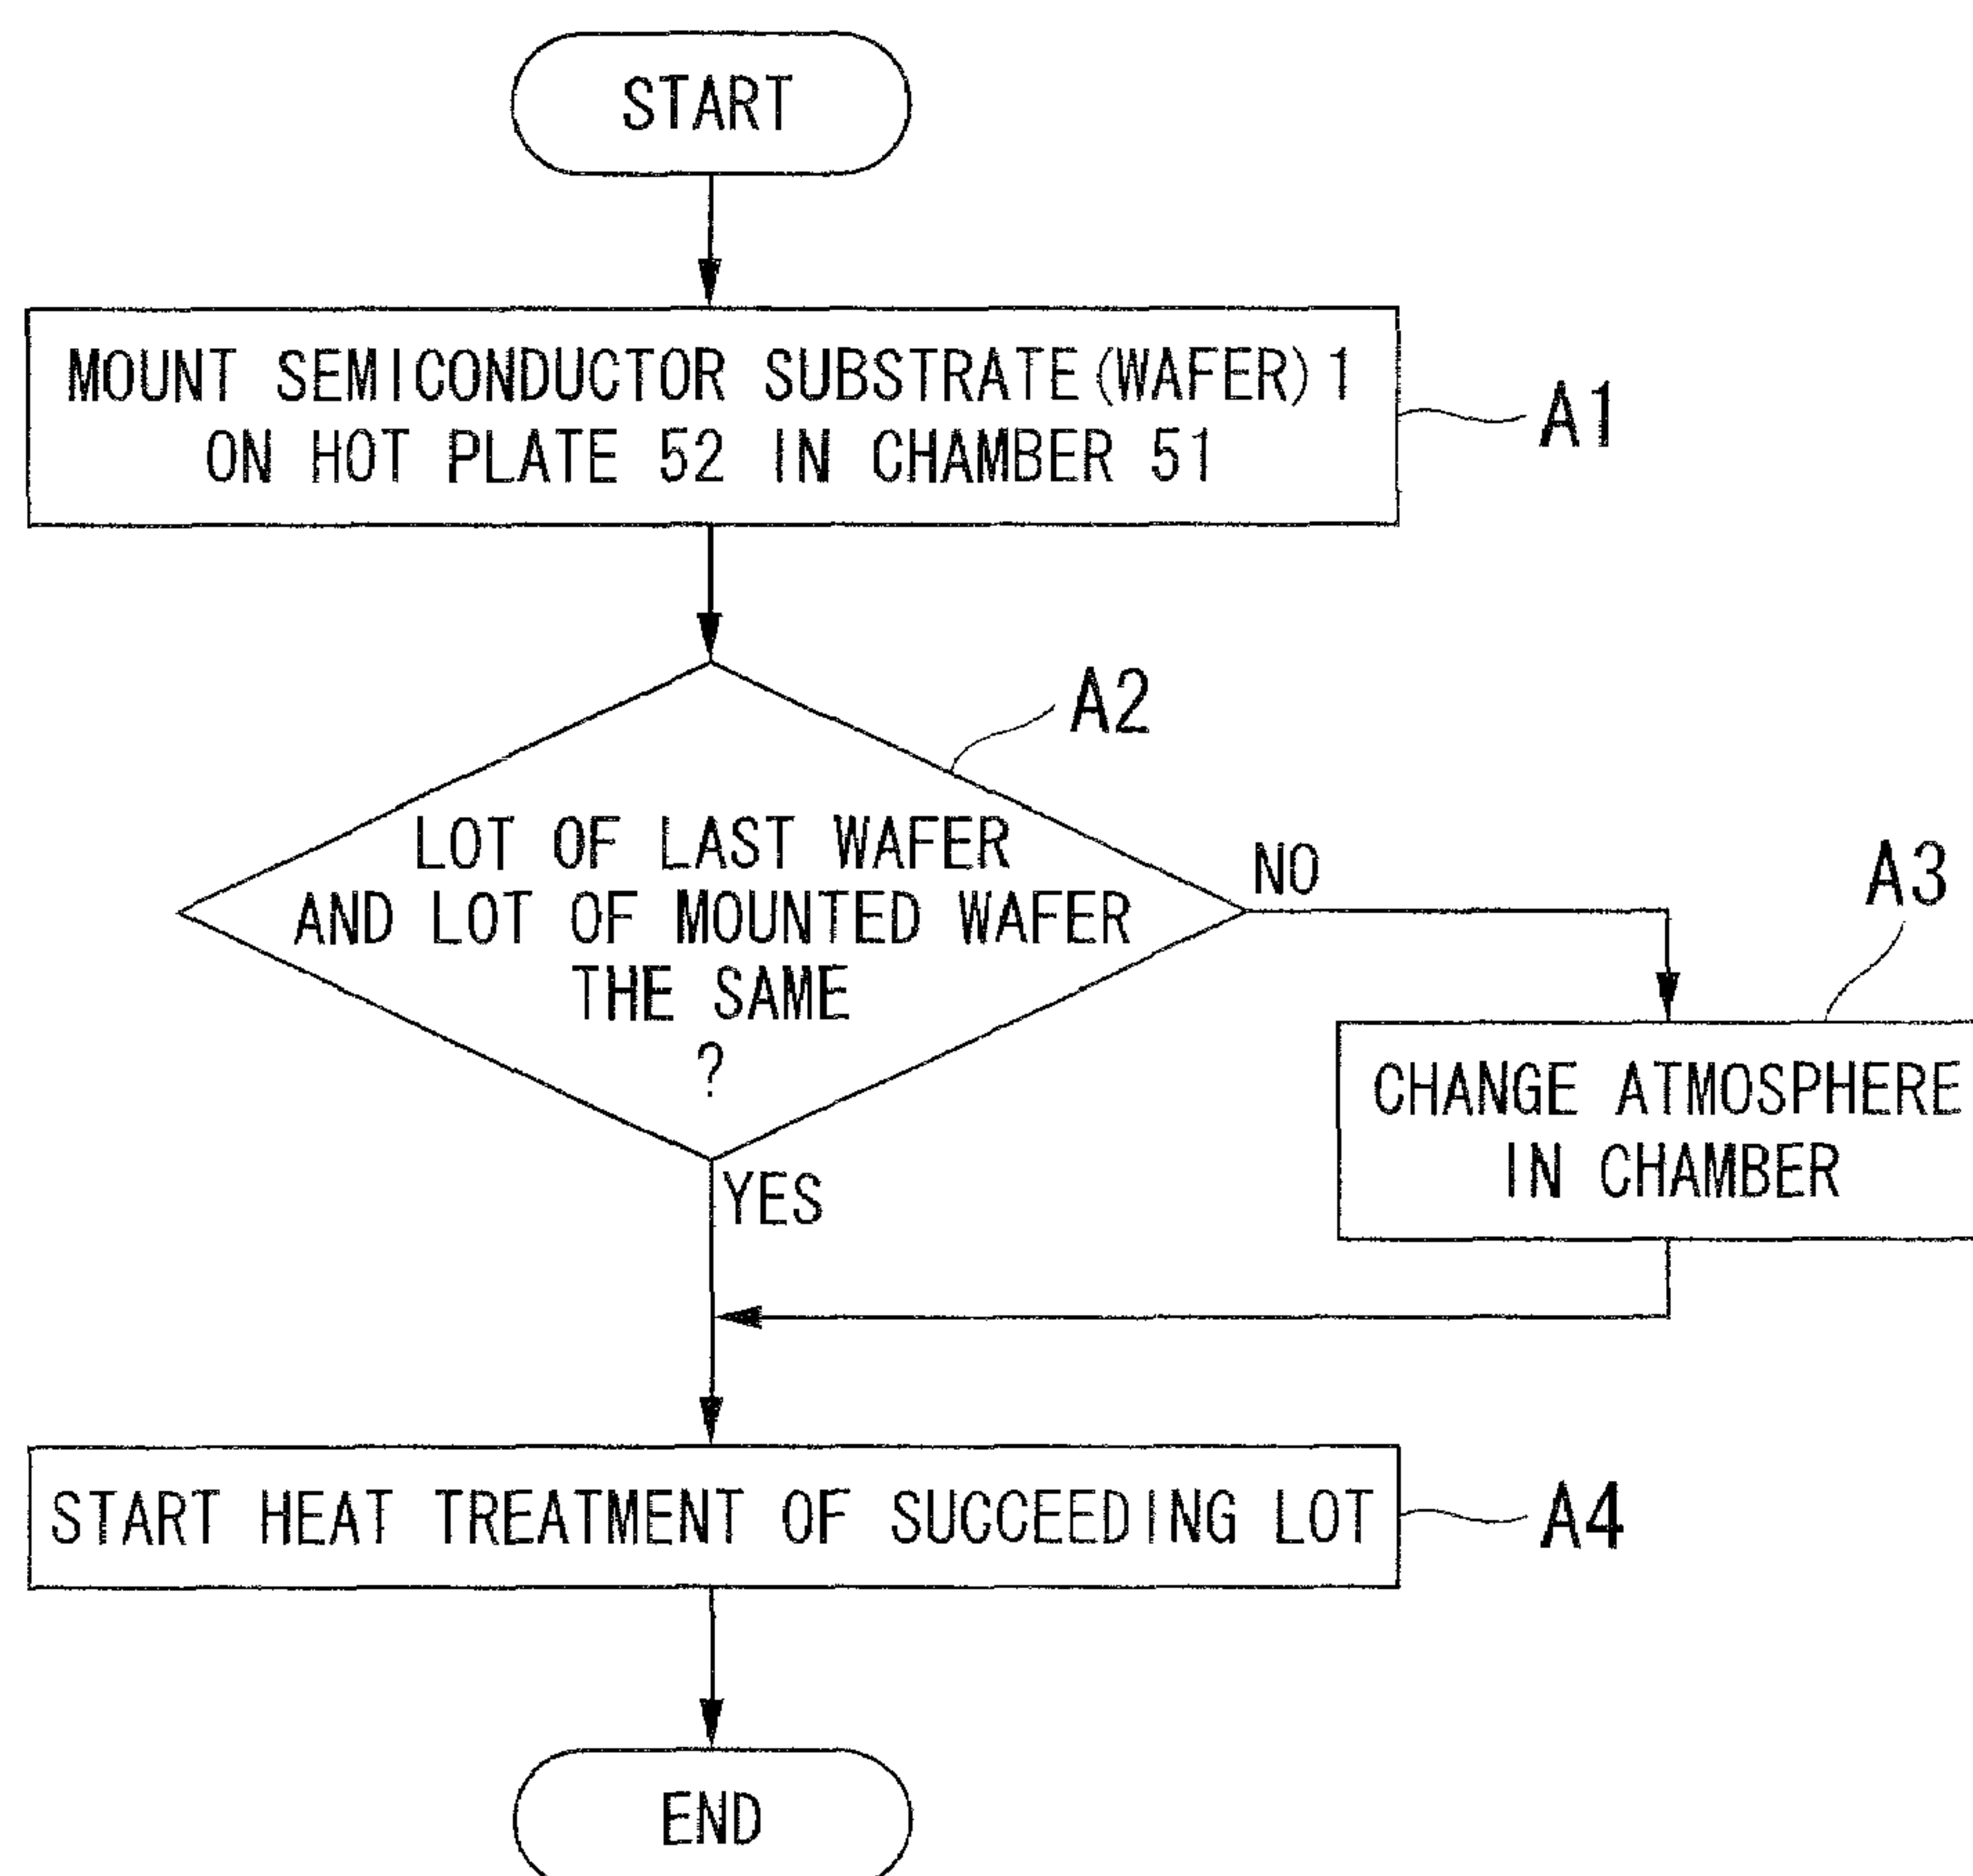 START
MOUNT SEMICONDUCTOR SUBSTRATE(WAFER)1
ON HOT PLATE 52 IN CHAMBER 51
A1
A2
LOT OF LAST WAFER
AND LOT OF MOUNTED WAFER
THE SAME
?
NO
A3
CHANGE ATMOSPHERE
IN CHAMBER
YES
START HEAT TREATMENT OF SUCCEEDING LOT
A4
END